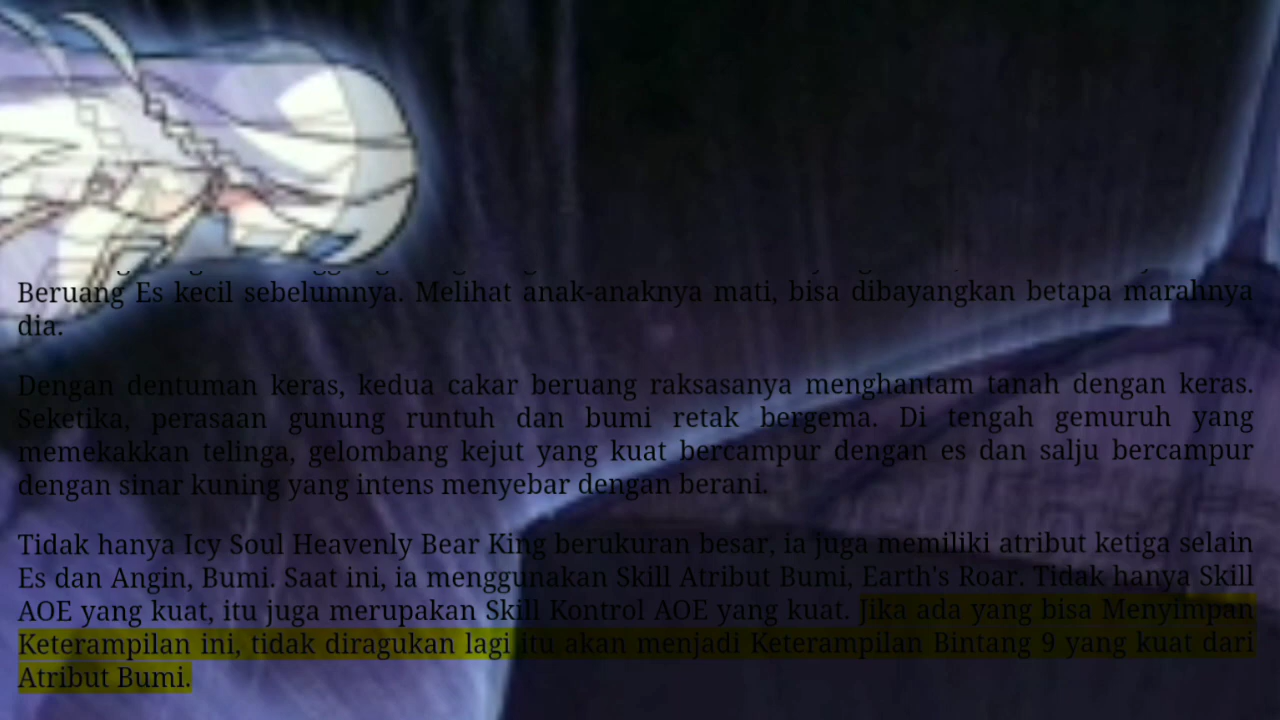 Beruang Es kecil sebelumnya. Melihat anak-anaknya mati, bisa dibayangkan betapa marahnya
dia.
Dengan dentuman keras, kedua cakar beruang raksasanya menghantam tanah dengan keras.
Seketika, perasaan gunung runtuh dan bumi retak bergema. Di tengah gemuruh yang
memekakkan telinga, gelombang kejut yang kuat bercampur dengan es dan salju bercampur
dengan sinar kuning yang intens menyebar dengan berani.
Tidak hanya Icy Soul Heavenly Bear King berukuran besar, ia juga memiliki atribut ketiga selain
Es dan Angin, Bumi. Saat ini, ia menggunakan Skill Atribut Bumi, Earth's Roar. Tidak hanya Skill
AOE yang kuat, itu juga merupakan Skill Kontrol AOE yang kuat. Jika ada yang bisa Menyimpan
Keterampilan ini, tidak diragukan lagi itu akan menjadi Keterampilan Bintang 9 yang kuat dari
Atribut Bumi.